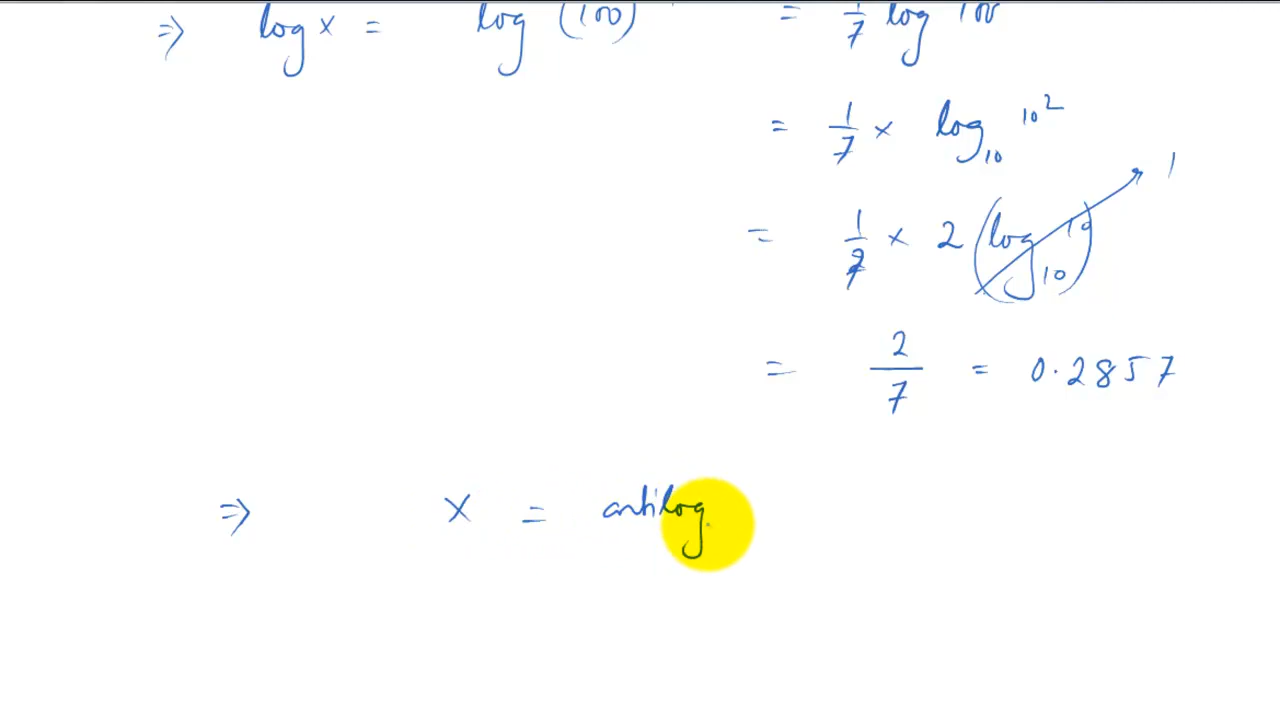 ⇒ log x = log (100) = 1/7 log 100
= 1/7 × log₁₀ 10²
1
= 1/7 × 2 (log₁₀ 10)
= 2/7 = 0.2857
⇒ x = antilog